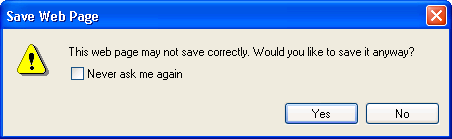 Save Web Page
This web page may not save correctly. Would you like to save it anyway?
Never ask me again
Yes No